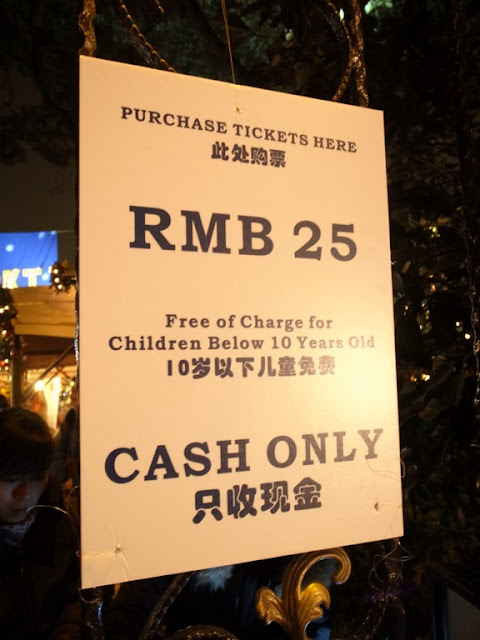 PURCHASE TICKETS HERE
此处购票
RMB 25
Free of Charge for
Children Below 10 Years Old
10岁以下儿童免费
CASH ONLY
只收现金